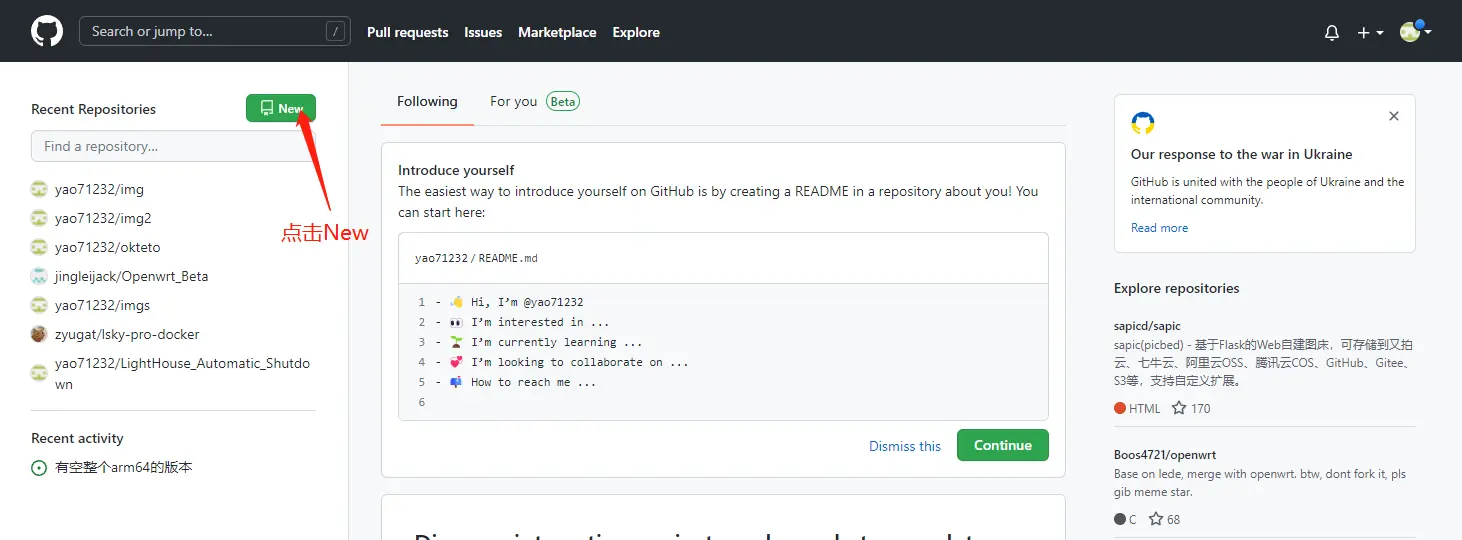 Search or jump to...
/
Pull requests
Issues
Marketplace
Explore
Recent Repositories
New
Find a repository...
yao71232/img
yao71232/img2
yao71232/okteto
jingleijack/Openwrt_Beta
yao71232/imgs
zyugat/lsky-pro-docker
yao71232/LightHouse_Automatic_Shutdo
wn
Recent activity
有空整个arm64的版本
点击New
Following
For you
Beta
Introduce yourself
The easiest way to introduce yourself on GitHub is by creating a README in a repository about you! You
can start here:
yao71232 / README.md
1 - 👋 Hi, I’m @yao71232
2 - 👀 I’m interested in ...
3 - 🌱 I’m currently learning ...
4 - 💞️ I’m looking to collaborate on ...
5 - 📫 How to reach me ...
6
Dismiss this
Continue
Our response to the war in Ukraine
GitHub is united with the people of Ukraine and the
international community.
Read more
Explore repositories
sapicd/sapic
sapic(picbed) - 基于Flask的Web自建图床，可存储到又拍
云、七牛云、阿里云OSS、腾讯云COS、GitHub、Gitee、
S3等，支持自定义扩展。
HTML 170
Boos4721/openwrt
Base on lede, merge with openwrt. btw, dont fork it, pls
gib meme star.
C 68